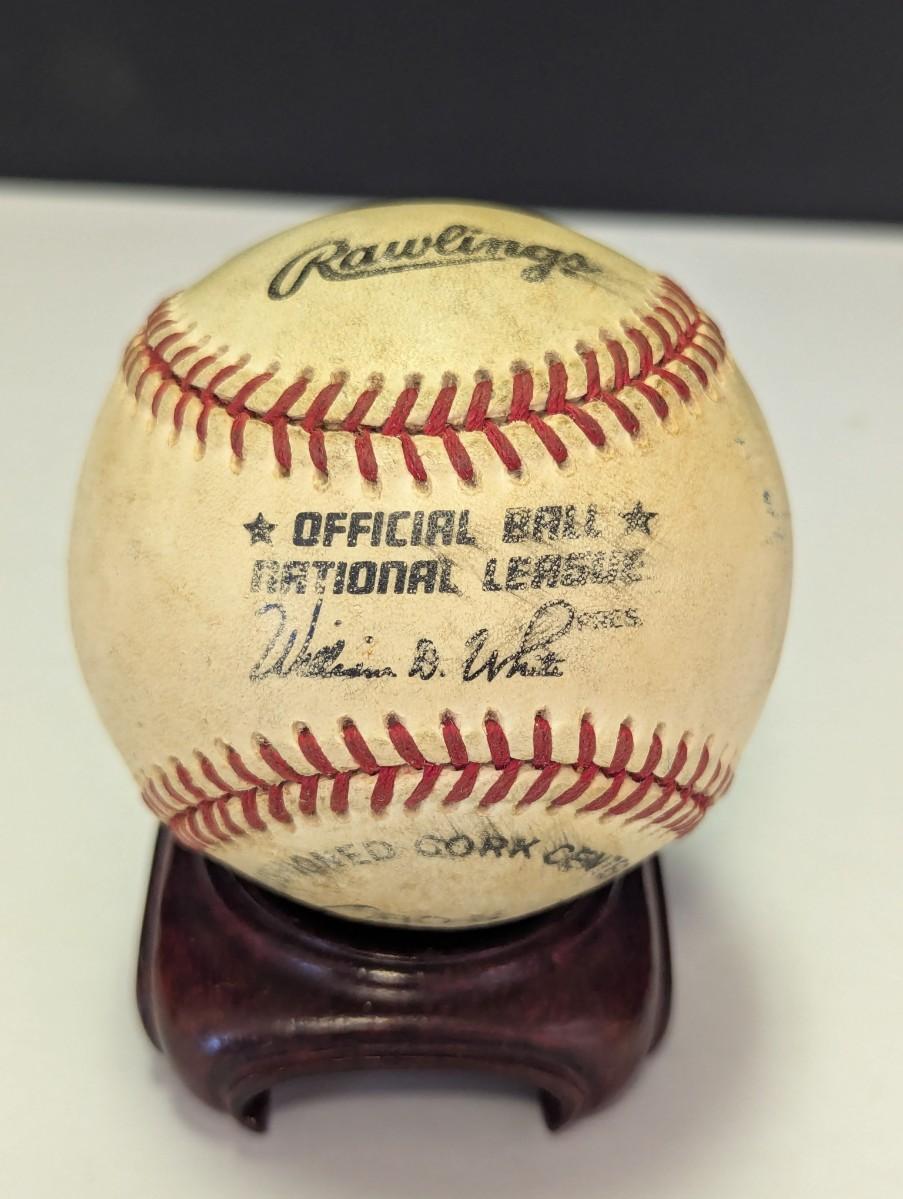 Rawlings
★ OFFICIAL BALL ★
NATIONAL LEAGUE
William D. White PRES.
CORK